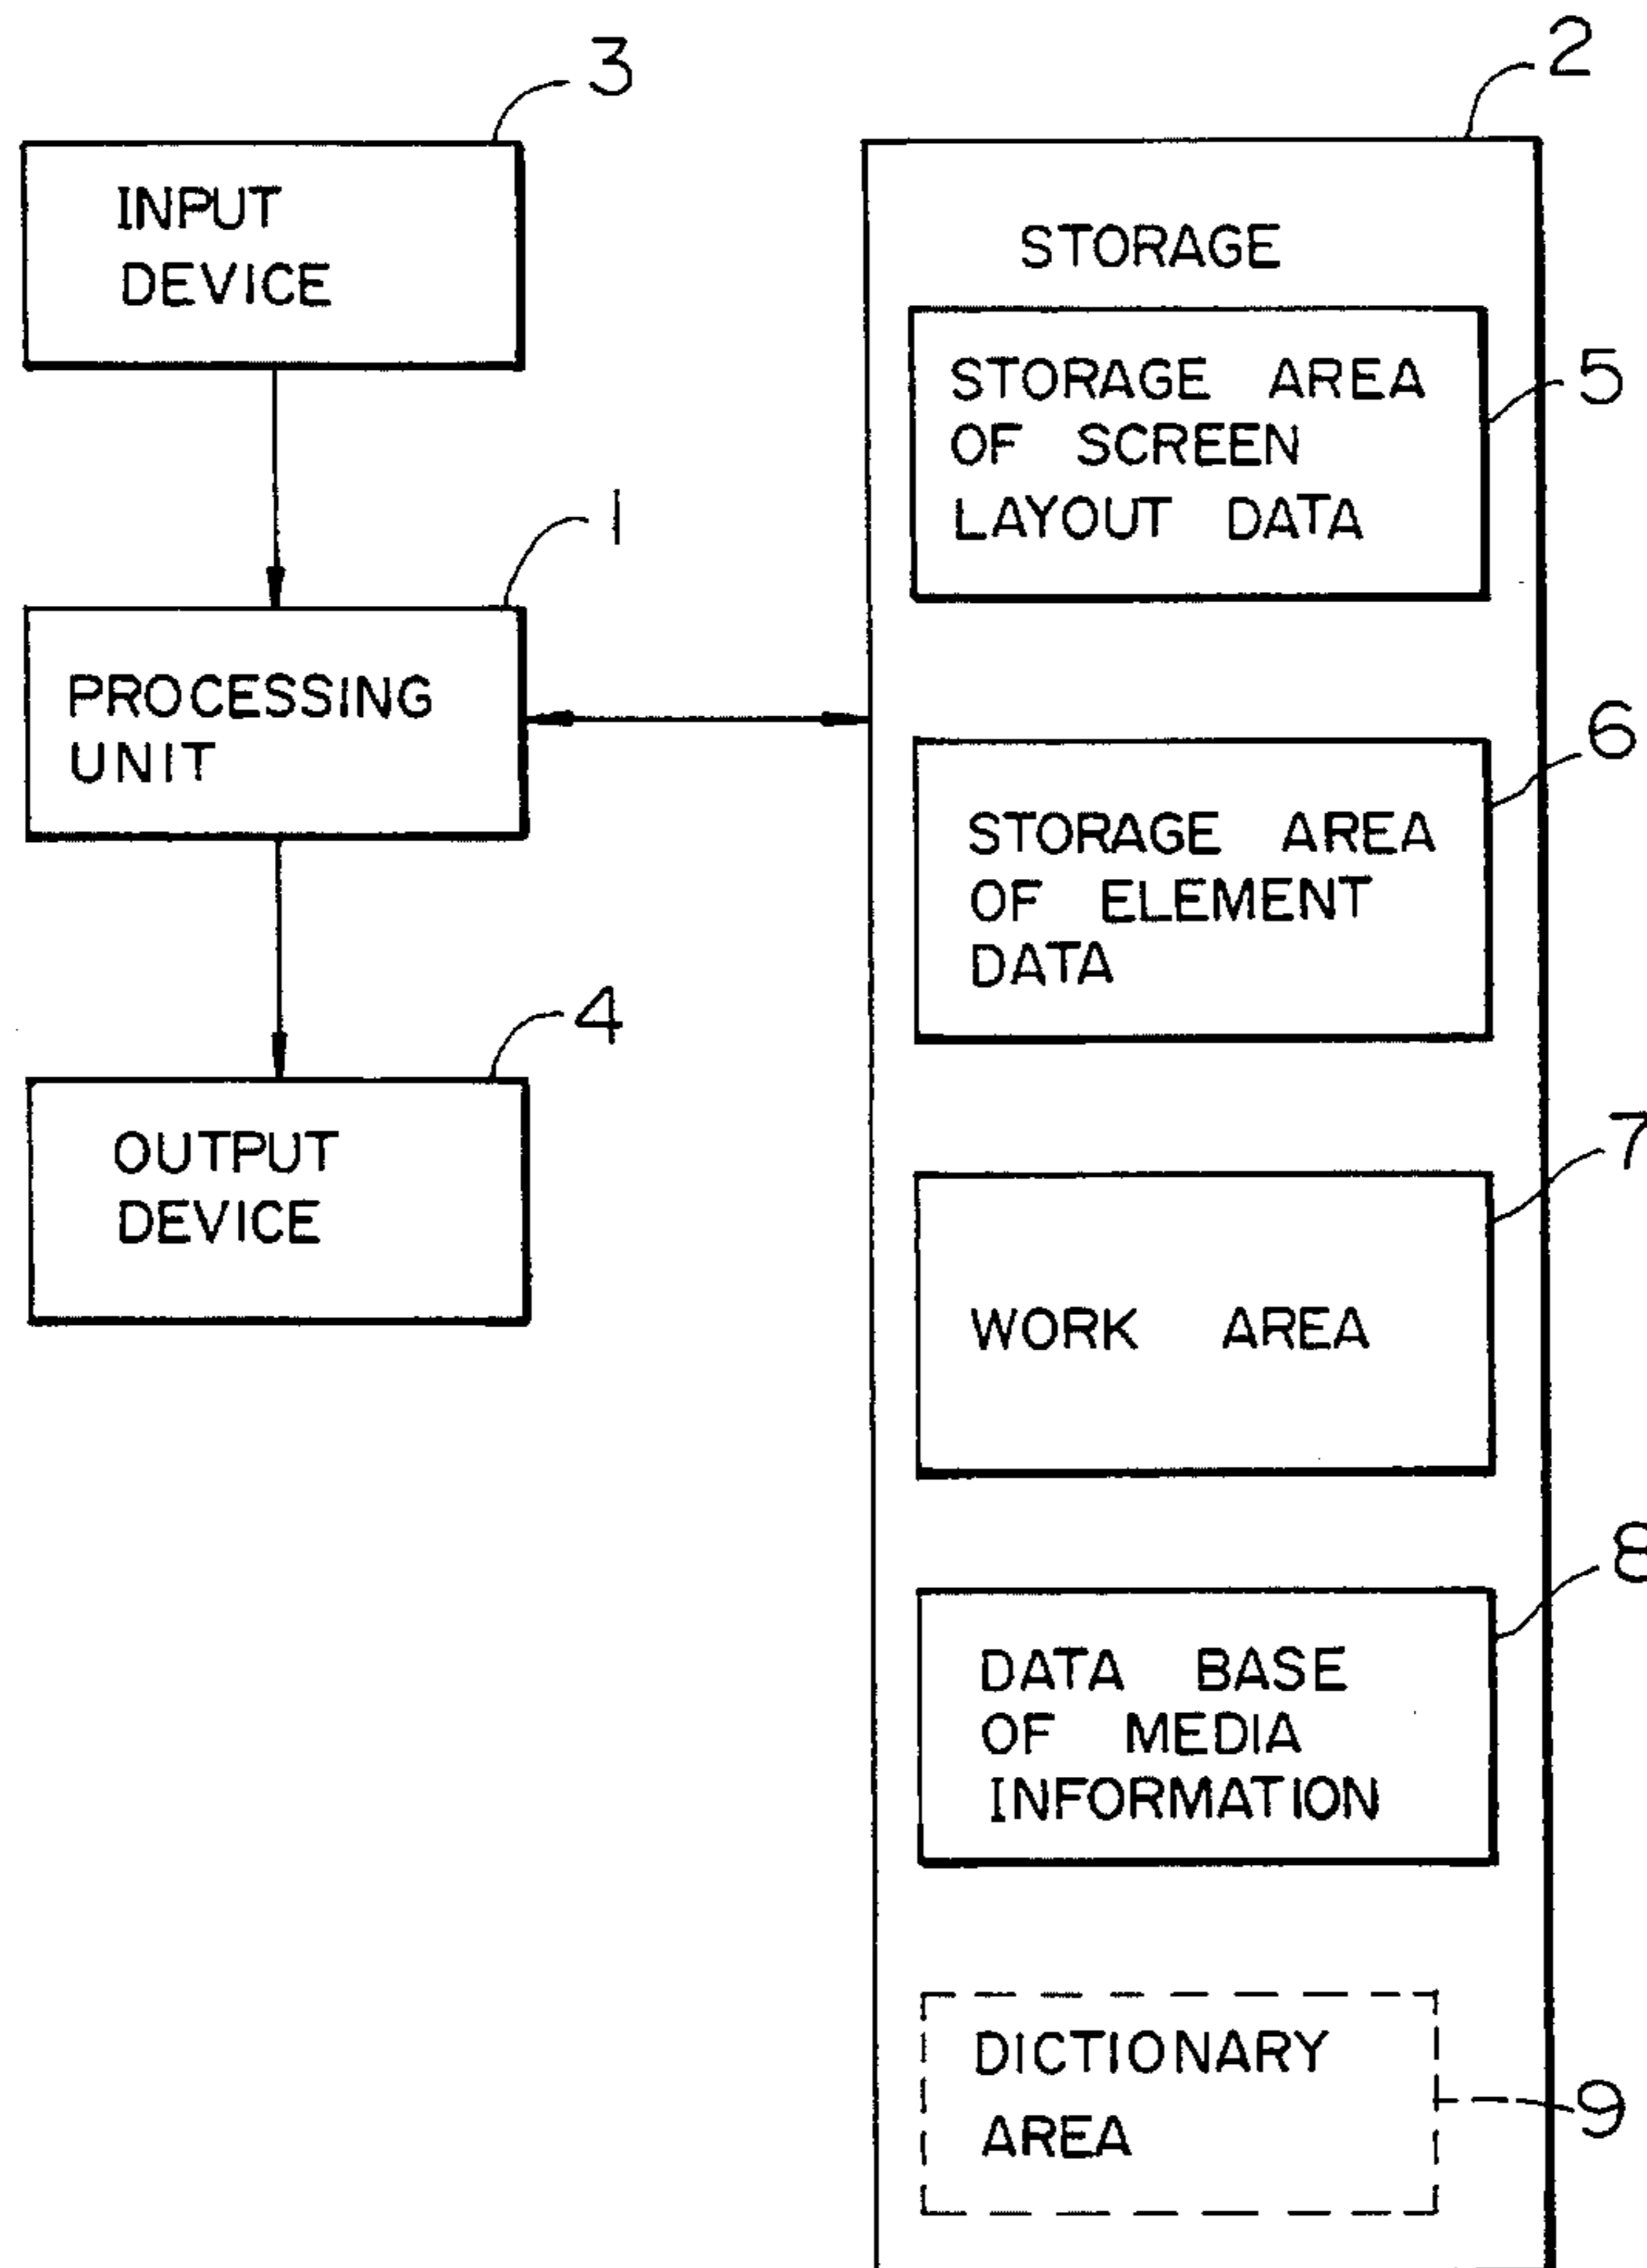 3
INPUT
DEVICE
1
PROCESSING
UNIT
4
OUTPUT
DEVICE
2
STORAGE
5
STORAGE AREA
OF SCREEN
LAYOUT DATA
6
STORAGE AREA
OF ELEMENT
DATA
7
WORK AREA
8
DATA BASE
OF MEDIA
INFORMATION
9
DICTIONARY
AREA